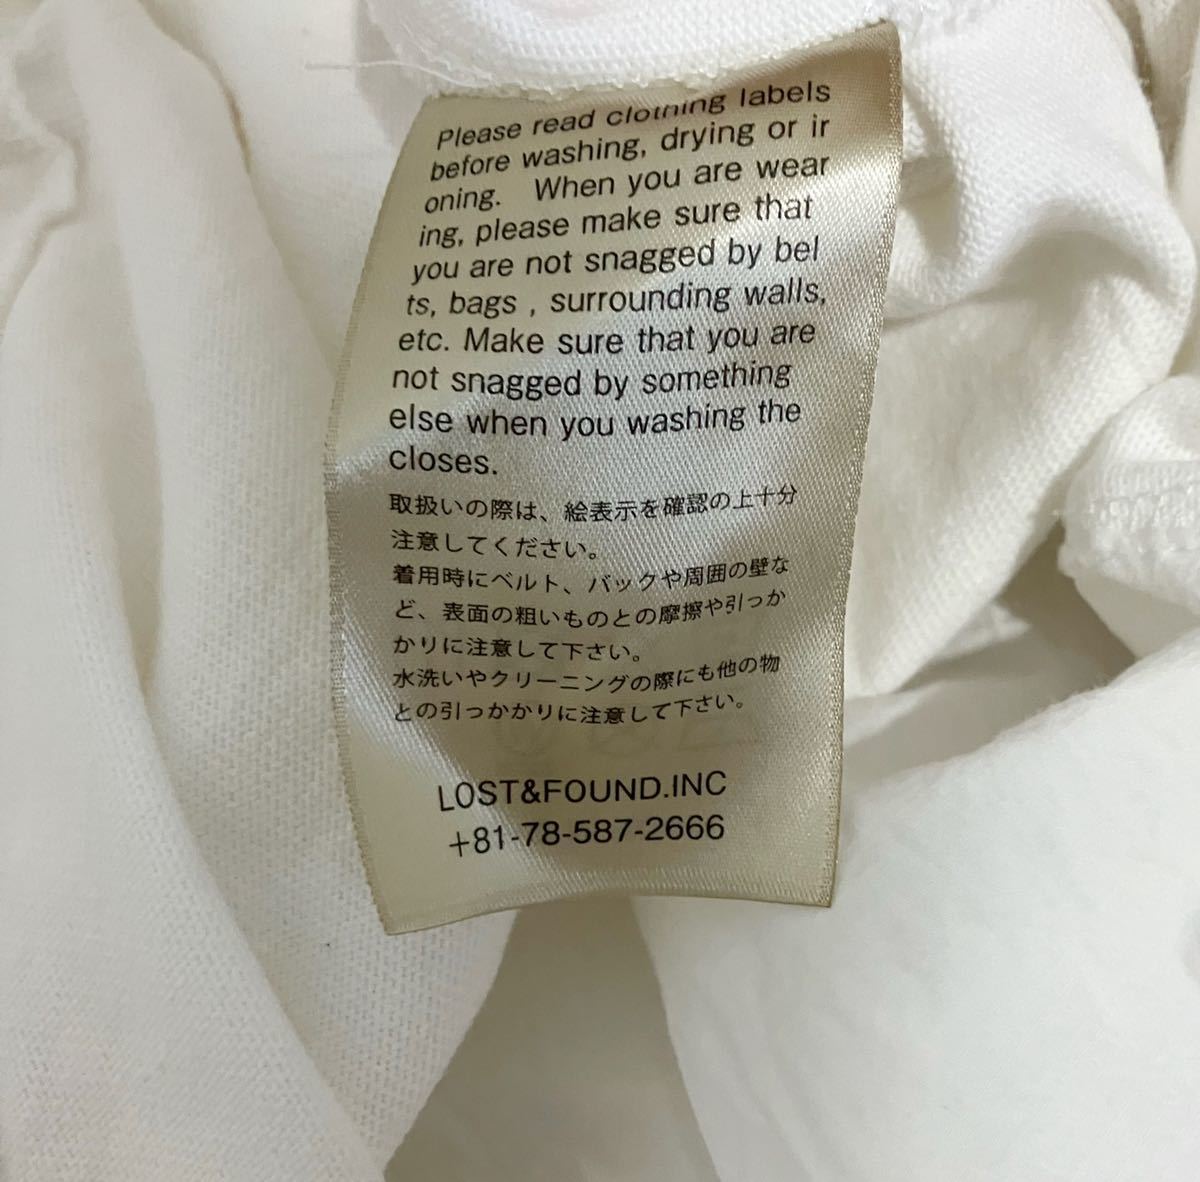 Please read clothing labels
before washing, drying or ir
oning. When you are wear
ing, please make sure that
you are not snagged by bel
ts, bags , surrounding walls,
etc. Make sure that you are
not snagged by something
else when you washing the
closes.
取扱いの際は、絵表示を確認の上十分
注意してください。
着用時にベルト、バックや周囲の壁な
ど、表面の粗いものとの摩擦や引っか
かりに注意して下さい。
水洗いやクリーニングの際にも他の物
との引っかかりに注意して下さい。
LOST&FOUND.INC
+81-78-587-2666